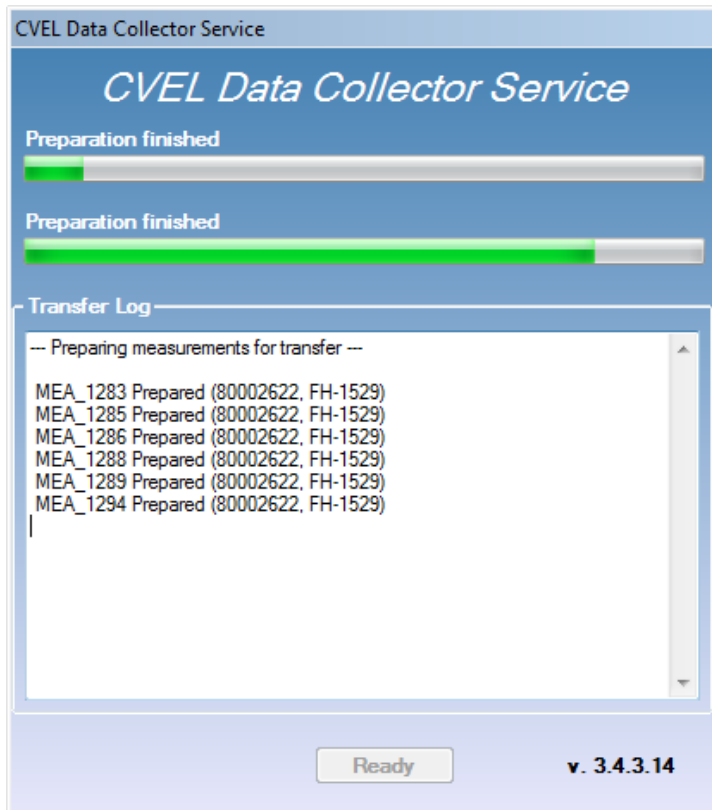 CVEL Data Collector Service
CVEL Data Collector Service
Preparation finished
Preparation finished
Transfer Log
--- Preparing measurements for transfer ---
MEA_1283 Prepared (80002622, FH-1529)
MEA_1285 Prepared (80002622, FH-1529)
MEA_1286 Prepared (80002622, FH-1529)
MEA_1288 Prepared (80002622, FH-1529)
MEA_1289 Prepared (80002622, FH-1529)
MEA_1294 Prepared (80002622, FH-1529)
Ready
v. 3.4.3.14